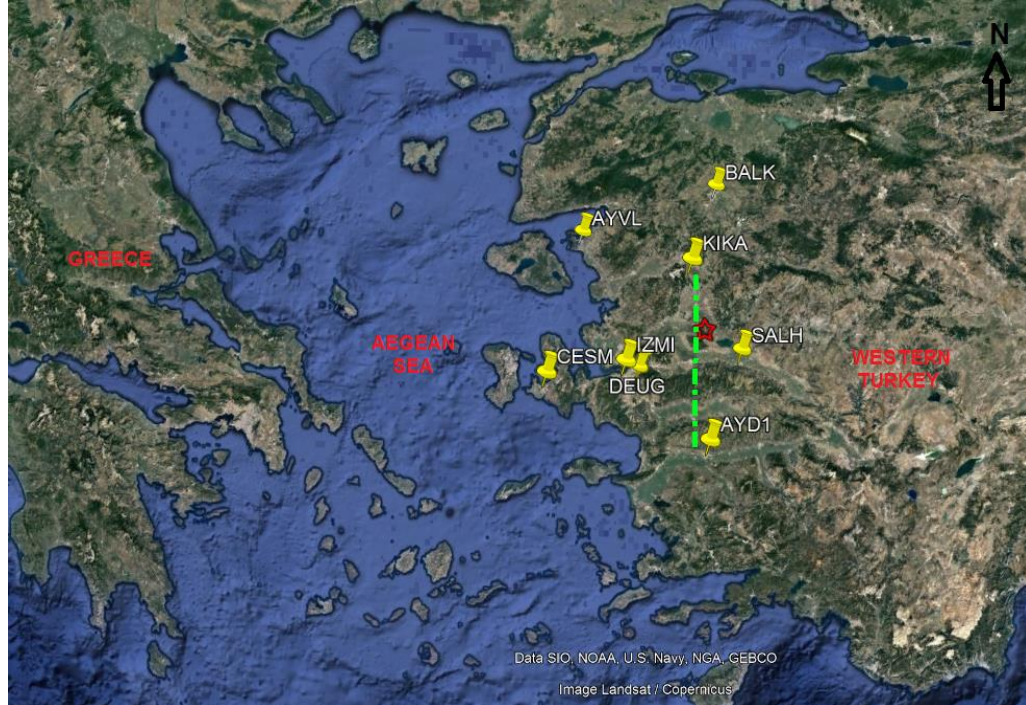 N
BALK
AYVL
KIKA
GREECE
AEGEAN
SEA
CESM
IZMI
SALH
DEUG
WESTERN
TURKEY
AYD1
Data SIO, NOAA, U.S. Navy, NGA, GEBCO
Image Landsat / Copernicus